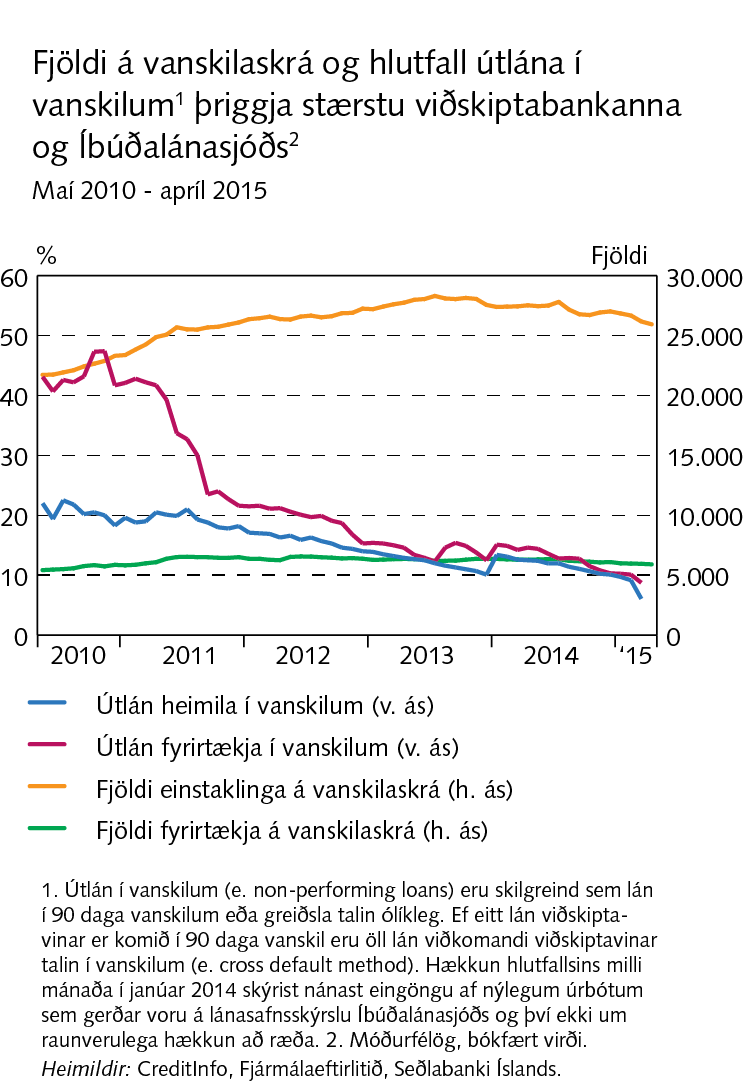 Fjöldi á vanskilaskrá og hlutfall útlána í
vanskilum¹ þriggja stærstu viðskiptabankanna
og Íbúðalánasjóðs²
Maí 2010 - apríl 2015
% Fjöldi
60 30.000
50 25.000
40 20.000
30 15.000
20 10.000
10 5.000
0 0
2010 2011 2012 2013 2014 '15
Útlán heimila í vanskilum (v. ás)
Útlán fyrirtækja í vanskilum (v. ás)
Fjöldi einstaklinga á vanskilaskrá (h. ás)
Fjöldi fyrirtækja á vanskilaskrá (h. ás)
1. Útlán í vanskilum (e. non-performing loans) eru skilgreind sem lán
í 90 daga vanskilum eða greiðsla talin ólíkleg. Ef eitt lán viðskipta-
vinar er komið í 90 daga vanskil eru öll lán viðkomandi viðskiptavinar
talin í vanskilum (e. cross default method). Hækkun hlutfallsins milli
mánaða í janúar 2014 skýrist nánast eingöngu af nýlegum úrbótum
sem gerðar voru á lánasafnsskýrslu Íbúðalánasjóðs og því ekki um
raunverulega hækkun að ræða. 2. Móðurfélög, bókfært virði.
Heimildir: CreditInfo, Fjármálaeftirlitið, Seðlabanki Íslands.